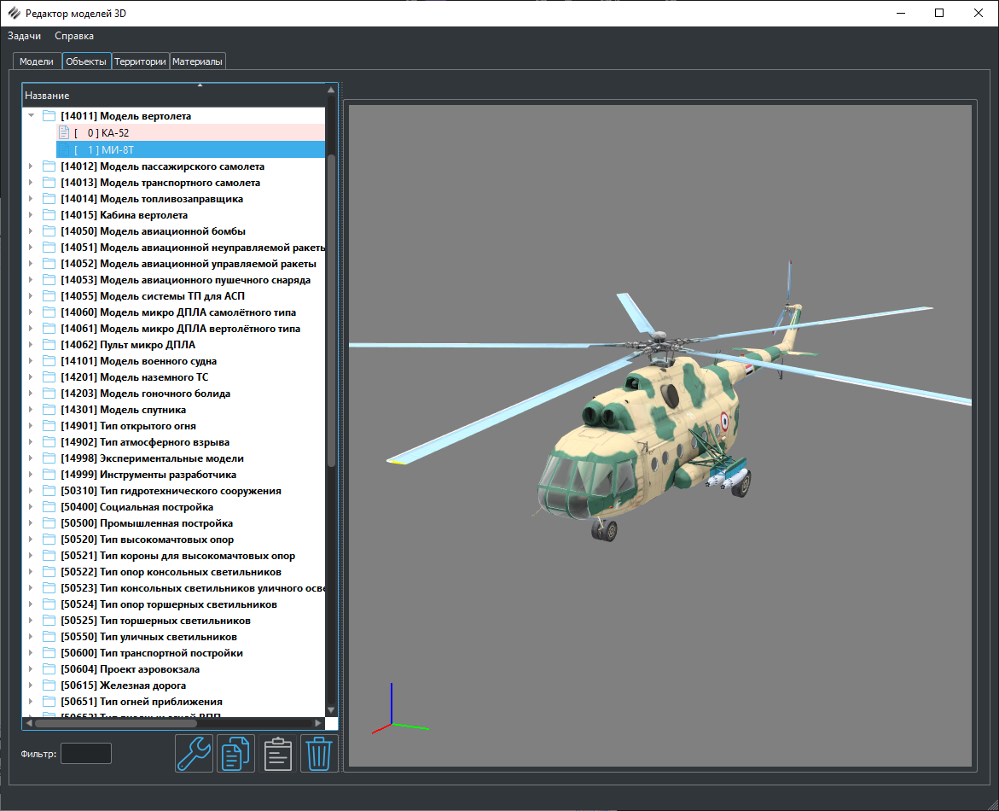 Редактор моделей 3D
Задачи Справка
Модели Объекты Территории Материалы
Название
[14011] Модель вертолета
[ 0 ] КА-52
[ 1 ] МИ-8Т
[14012] Модель пассажирского самолета
[14013] Модель транспортного самолета
[14014] Модель топливозаправщика
[14015] Кабина вертолета
[14050] Модель авиационной бомбы
[14051] Модель авиационной неуправляемой ракеты
[14052] Модель авиационной управляемой ракеты
[14053] Модель авиационного пушечного снаряда
[14055] Модель системы ТП для АСП
[14060] Модель микро ДПЛА самолётного типа
[14061] Модель микро ДПЛА вертолётного типа
[14062] Пульт микро ДПЛА
[14101] Модель военного судна
[14201] Модель наземного ТС
[14203] Модель гоночного болида
[14301] Модель спутника
[14901] Тип открытого огня
[14902] Тип атмосферного взрыва
[14998] Экспериментальные модели
[14999] Инструменты разработчика
[50310] Тип гидротехнического сооружения
[50400] Социальная постройка
[50500] Промышленная постройка
[50520] Тип высокомачтовых опор
[50521] Тип короны для высокомачтовых опор
[50522] Тип опор консольных светильников
[50523] Тип консольных светильников уличного осве
[50524] Тип опор торшерных светильников
[50525] Тип торшерных светильников
[50550] Тип уличных светильников
[50600] Тип транспортной постройки
[50604] Проект аэровокзала
[50615] Железная дорога
[50651] Тип огней приближения
Фильтр: